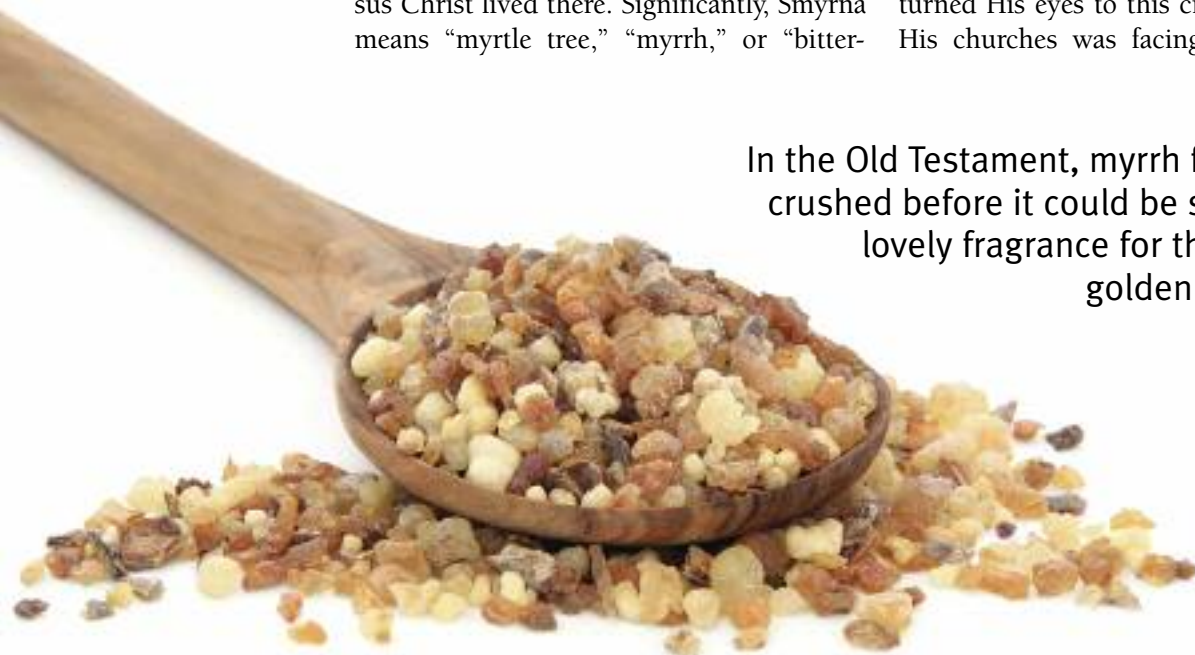 sus Christ lived there. Significantly, Smyrna
means “myrtle tree,” “myrrh,” or “bitter-
turned His eyes to this
His churches was facing
In the Old Testament, myrrh
crushed before it could be
lovely fragrance for
golden